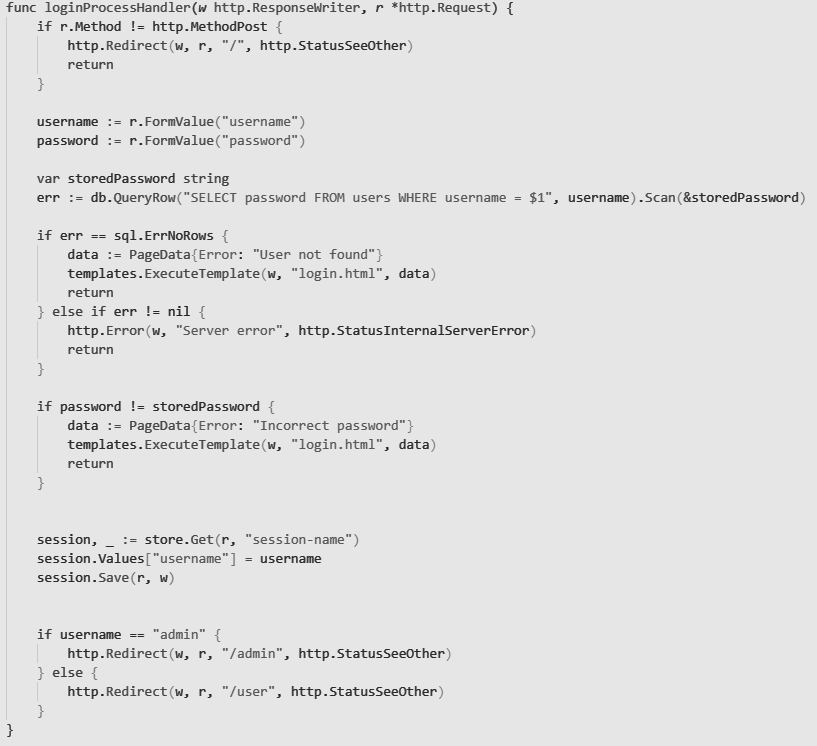 func loginProcessHandler(w http.ResponseWriter, r *http.Request) {
    if r.Method != http.MethodPost {
        http.Redirect(w, r, "/", http.StatusSeeOther)
        return
    }

    username := r.FormValue("username")
    password := r.FormValue("password")

    var storedPassword string
    err := db.QueryRow("SELECT password FROM users WHERE username = $1", username).Scan(&storedPassword)

    if err == sql.ErrNoRows {
        data := PageData{Error: "User not found"}
        templates.ExecuteTemplate(w, "login.html", data)
        return
    } else if err != nil {
        http.Error(w, "Server error", http.StatusInternalServerError)
        return
    }

    if password != storedPassword {
        data := PageData{Error: "Incorrect password"}
        templates.ExecuteTemplate(w, "login.html", data)
        return
    }


    session, _ := store.Get(r, "session-name")
    session.Values["username"] = username
    session.Save(r, w)


    if username == "admin" {
        http.Redirect(w, r, "/admin", http.StatusSeeOther)
    } else {
        http.Redirect(w, r, "/user", http.StatusSeeOther)
    }
}